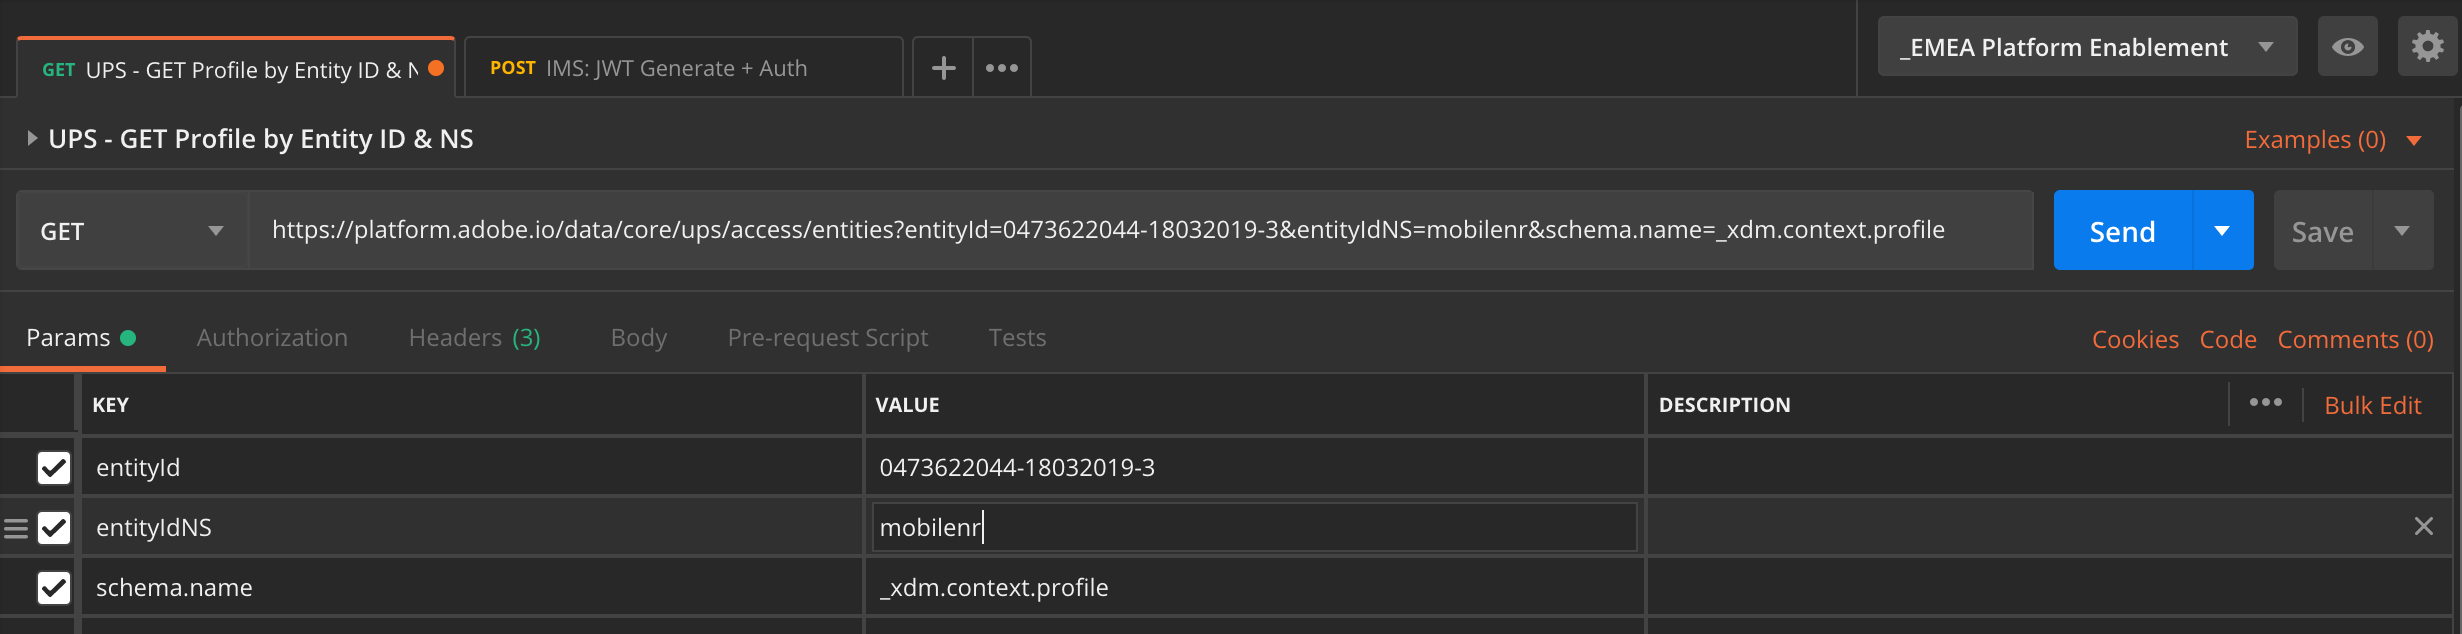 GET UPS - GET Profile by Entity ID & N
POST IMS: JWT Generate + Auth
_EMEA Platform Enablement
UPS - GET Profile by Entity ID & NS
Examples (0)
GET
https://platform.adobe.io/data/core/ups/access/entities?entityId=0473622044-18032019-3&entityIdNS=mobilenr&schema.name=_xdm.context.profile
Send
Save
Params
Authorization
Headers (3)
Body
Pre-request Script
Tests
Cookies
Code
Comments (0)
KEY
VALUE
DESCRIPTION
Bulk Edit
entityId
0473622044-18032019-3
entityIdNS
mobilenr
schema.name
_xdm.context.profile